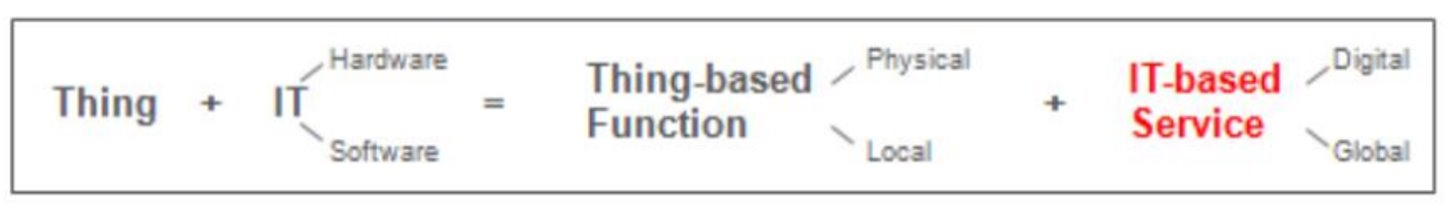 Thing + IT = Thing-based Function + IT-based Service
Hardware
Software
Physical
Local
Digital
Global